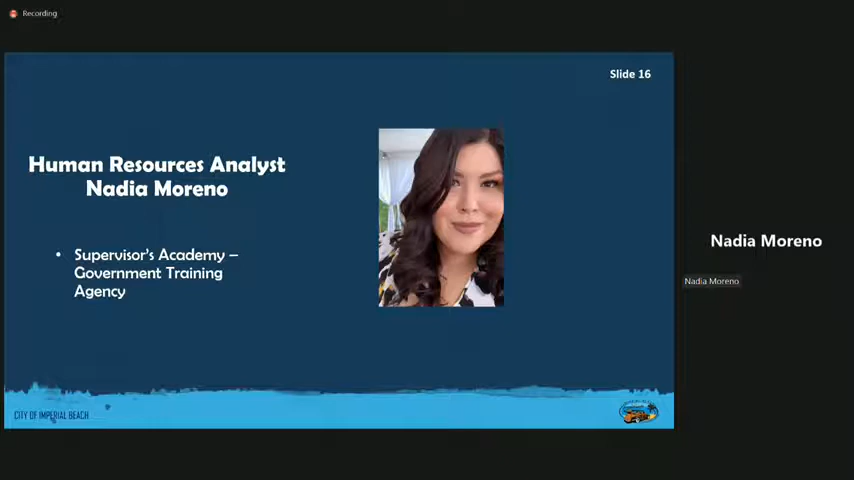 Recording
Slide 16
Human Resources Analyst
Nadia Moreno
• Supervisor's Academy –
Government Training
Agency
Nadia Moreno
Nadia Moreno
CITY OF IMPERIAL BEACH